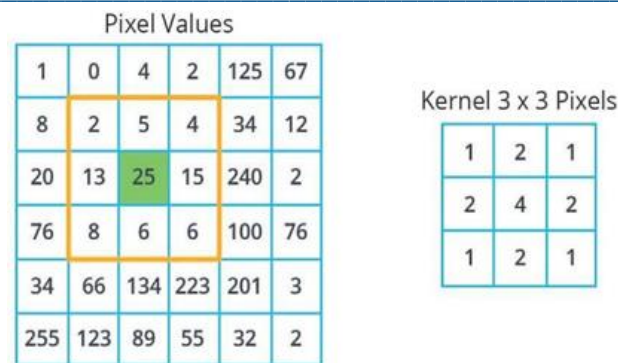 Pixel Values
1 0 4 2 125 67
8 2 5 4 34 12
20 13 25 15 240 2
76 8 6 6 100 76
34 66 134 223 201 3
255 123 89 55 32 2
Kernel 3 x 3 Pixels
1 2 1
2 4 2
1 2 1